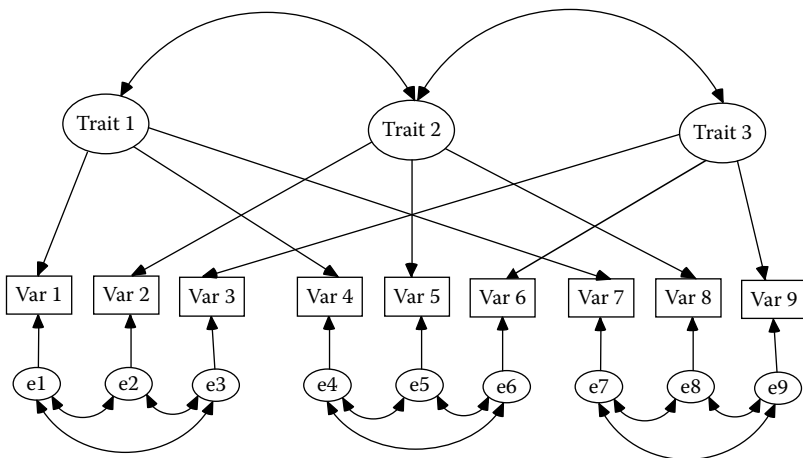 Trait 1
Trait 2
Trait 3
Var 1
Var 2
Var 3
Var 4
Var 5
Var 6
Var 7
Var 8
Var 9
e1
e2
e3
e4
e5
e6
e7
e8
e9